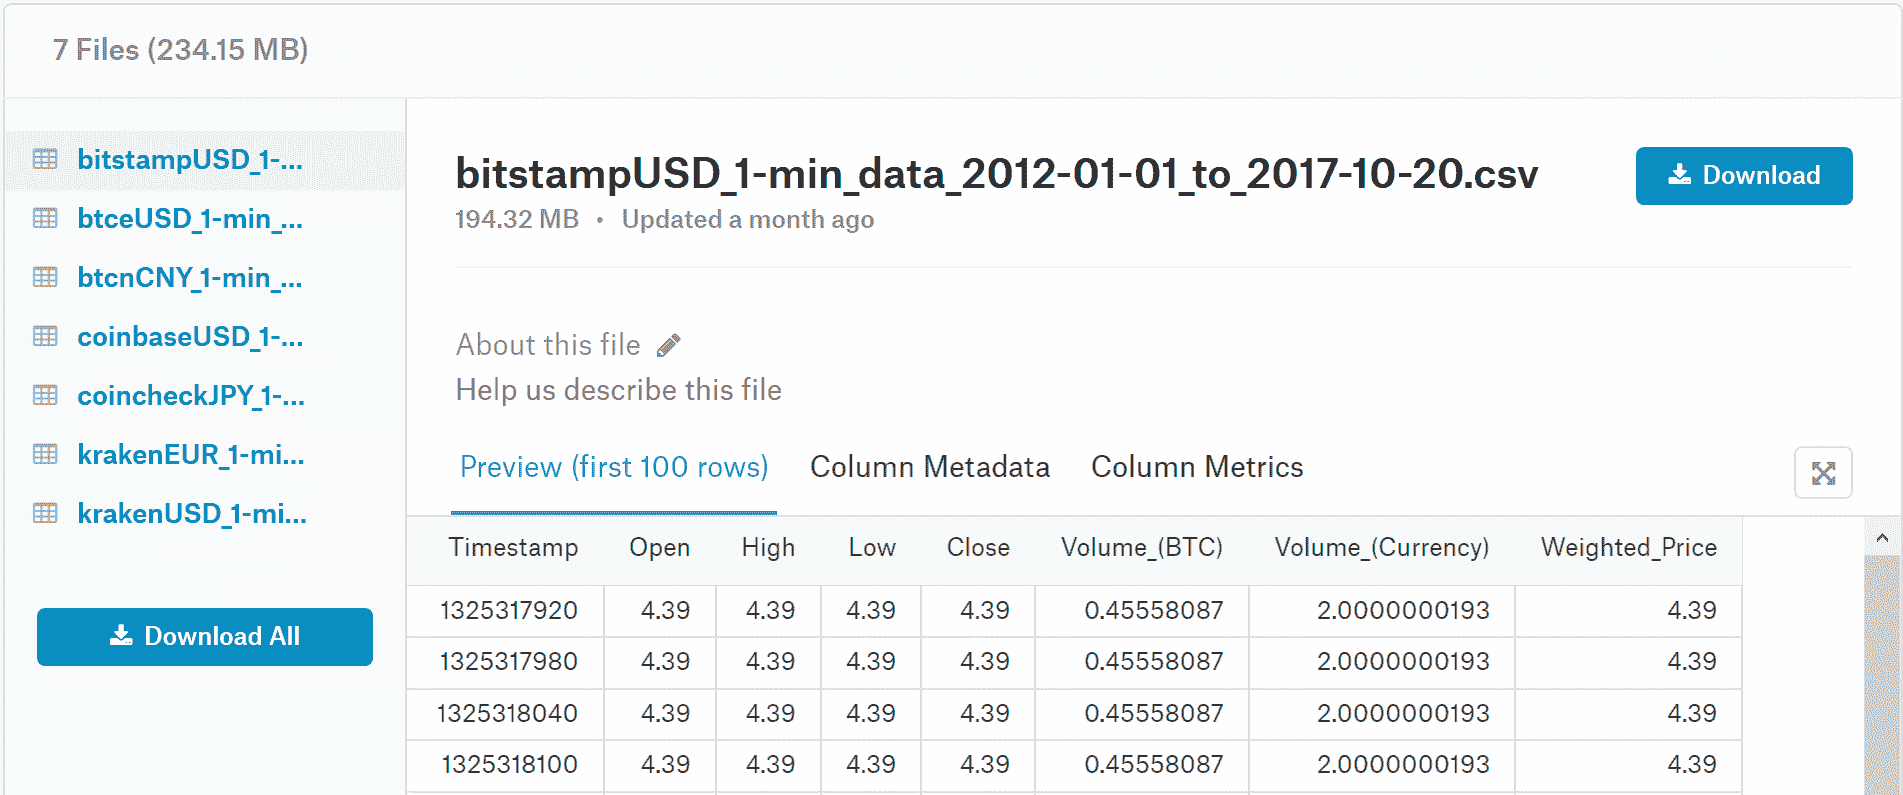 7 Files (234.15 MB)
bitstampUSD_1-...
btceUSD_1-min_...
btcnCNY_1-min_...
coinbaseUSD_1-...
coincheckJPY_1-...
krakenEUR_1-mi...
krakenUSD_1-mi...
Download All
bitstampUSD_1-min_data_2012-01-01_to_2017-10-20.csv
Download
194.32 MB • Updated a month ago
About this file
Help us describe this file
Preview (first 100 rows) Column Metadata Column Metrics
Timestamp Open High Low Close Volume_(BTC) Volume_(Currency) Weighted_Price
1325317920 4.39 4.39 4.39 4.39 0.45558087 2.0000000193 4.39
1325317980 4.39 4.39 4.39 4.39 0.45558087 2.0000000193 4.39
1325318040 4.39 4.39 4.39 4.39 0.45558087 2.0000000193 4.39
1325318100 4.39 4.39 4.39 4.39 0.45558087 2.0000000193 4.39